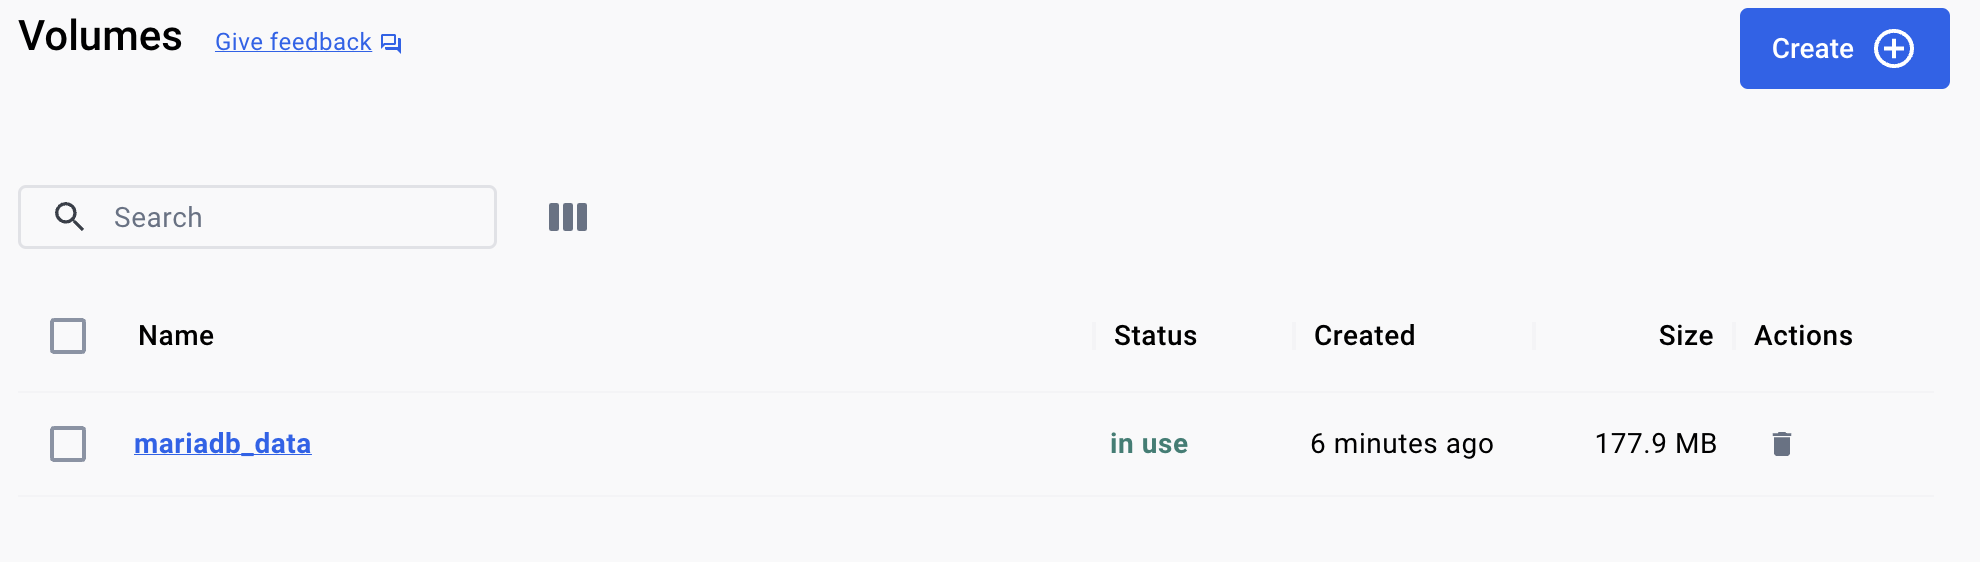 Volumes Give feedback Create
Search
Name Status Created Size Actions
mariadb_data in use 6 minutes ago 177.9 MB